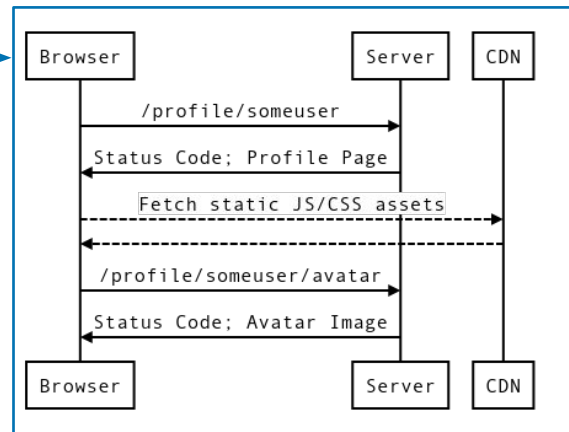 Browser Server CDN
/profile/someuser
Status Code; Profile Page
Fetch static JS/CSS assets
/profile/someuser/avatar
Status Code; Avatar Image
Browser Server CDN